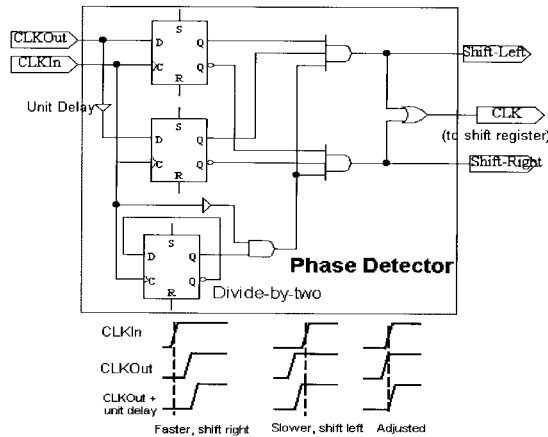 CLKOut
CLKIn
S
D Q
C Q
R
Shift-Left
Unit Delay
CLK
(to shift register)
S
D Q
C Q
R
Shift-Right
S
D Q
C Q
R
Phase Detector
Divide-by-two
CLKIn
CLKOut
CLKOut +
unit delay
Faster, shift right
Slower, shift left
Adjusted